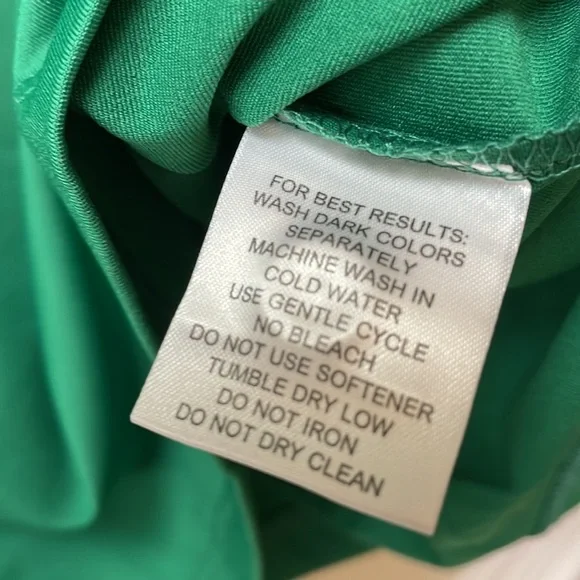 FOR BEST RESULTS:
WASH DARK COLORS
SEPARATELY
MACHINE WASH IN
COLD WATER
USE GENTLE CYCLE
NO BLEACH
DO NOT USE SOFTENER
TUMBLE DRY LOW
DO NOT IRON
DO NOT DRY CLEAN